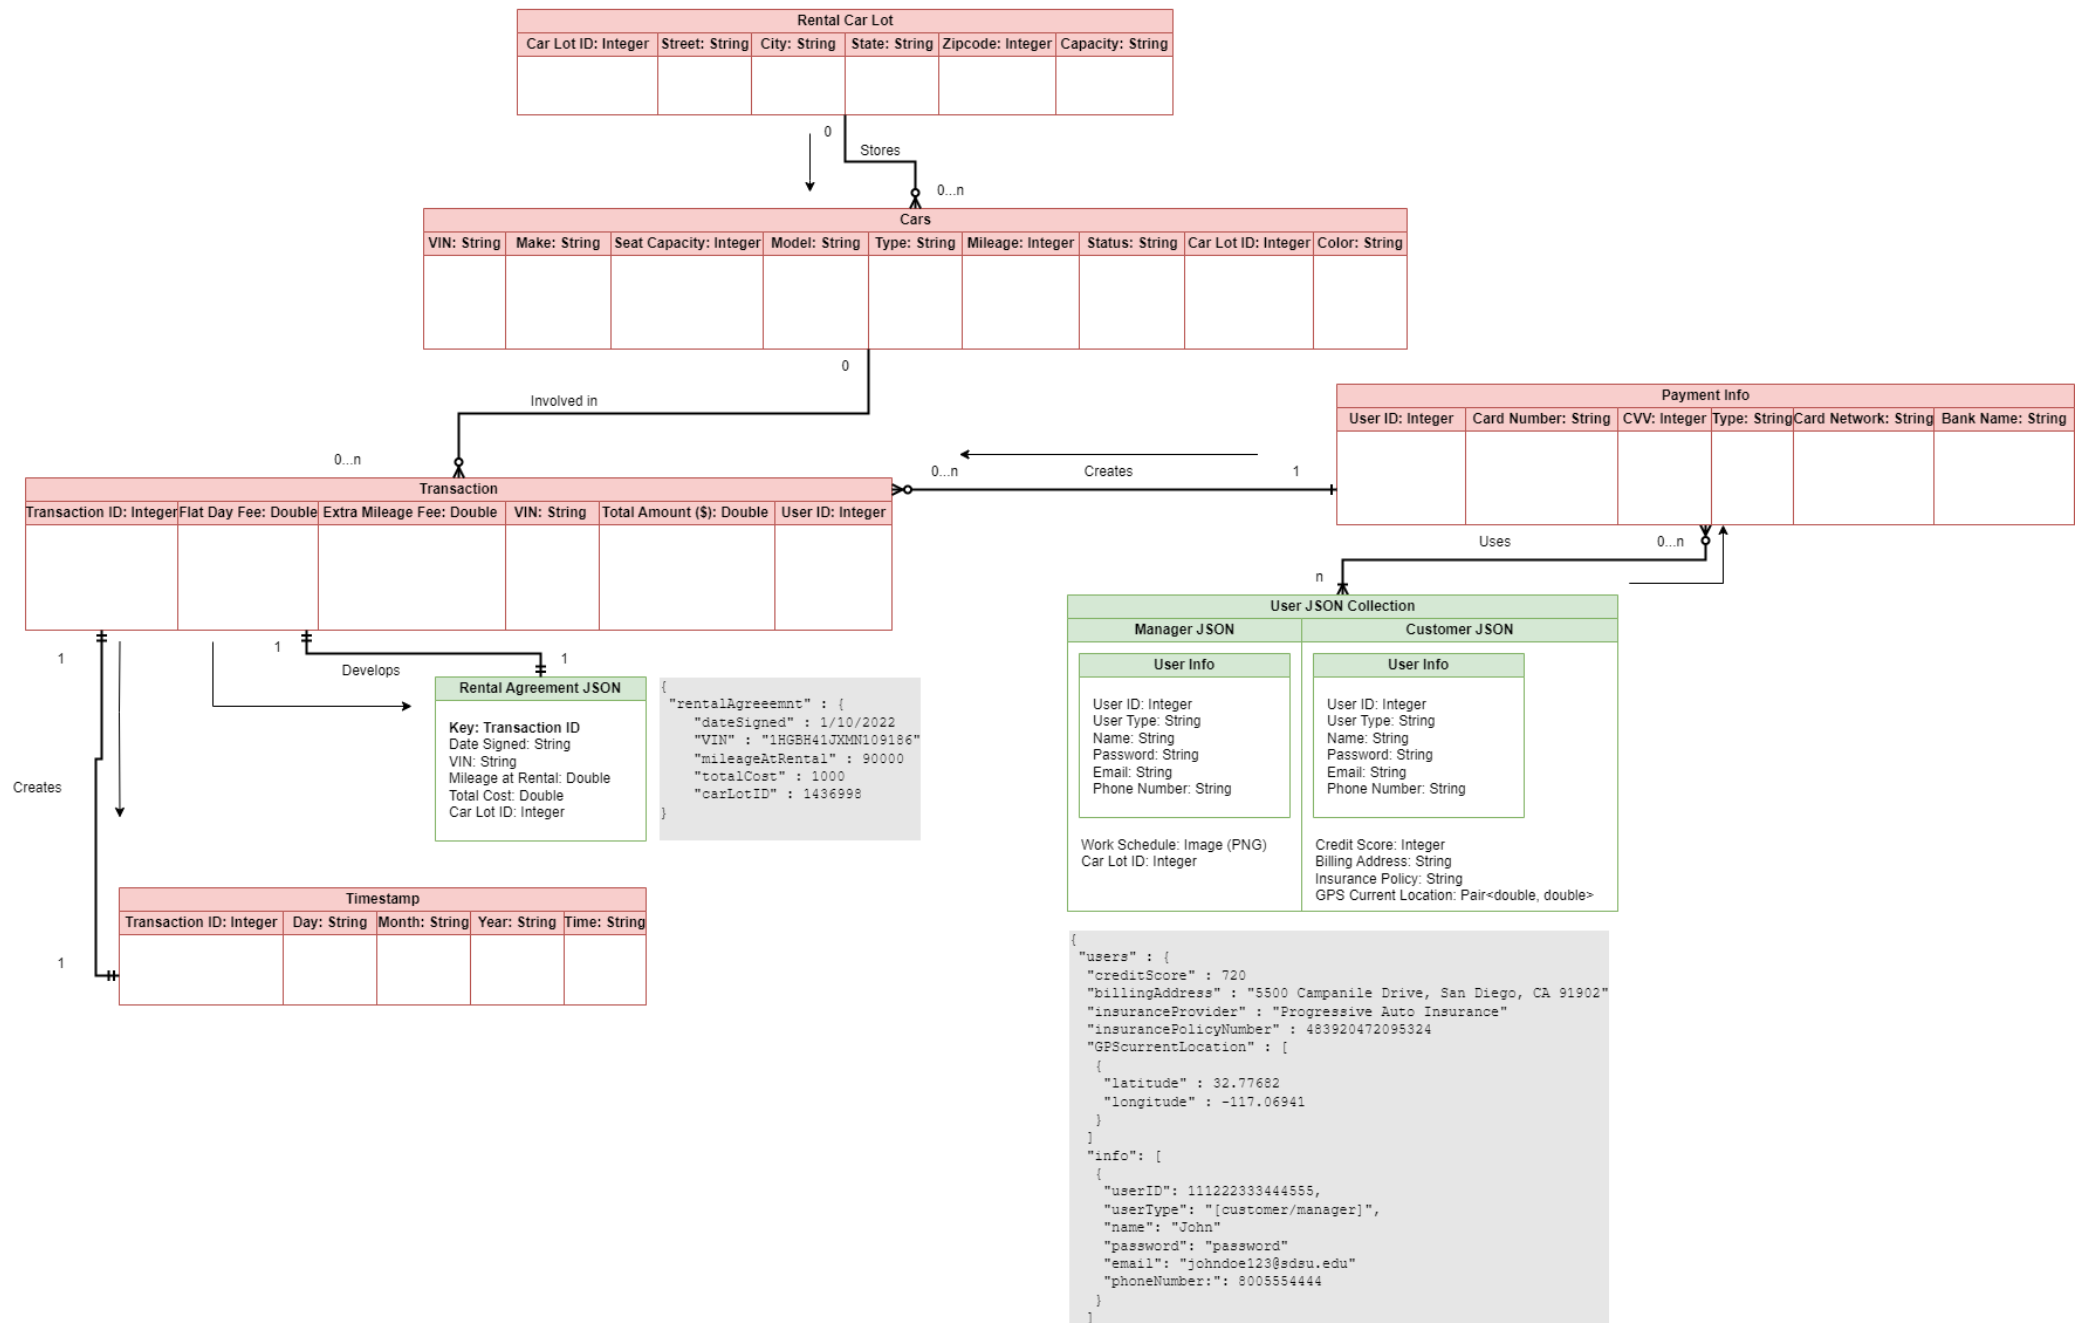 Rental Car Lot
Car Lot ID: Integer Street: String City: String State: String Zipcode: Integer Capacity: String
0
Stores
0...n
Cars
VIN: String Make: String Seat Capacity: Integer Model: String Type: String Mileage: Integer Status: String Car Lot ID: Integer Color: String
0
Involved in
0...n
Payment Info
User ID: Integer Card Number: String CVV: Integer Type: String Card Network: String Bank Name: String
0...n Creates 1
Transaction
Transaction ID: Integer Flat Day Fee: Double Extra Mileage Fee: Double VIN: String Total Amount ($): Double User ID: Integer
Uses 0...n
n
User JSON Collection
Manager JSON Customer JSON
User Info User Info
User ID: Integer User ID: Integer
User Type: String User Type: String
Name: String Name: String
Password: String Password: String
Email: String Email: String
Phone Number: String Phone Number: String
Work Schedule: Image (PNG) Credit Score: Integer
Car Lot ID: Integer Billing Address: String
Insurance Policy: String
GPS Current Location: Pair<double, double>
1
1
Develops
1
Rental Agreement JSON
Key: Transaction ID
Date Signed: String
VIN: String
Mileage at Rental: Double
Total Cost: Double
Car Lot ID: Integer
{
"rentalAgreeemnt" : {
"dateSigned" : 1/10/2022
"VIN" : "1HGBH41JXMN109186"
"mileageAtRental" : 90000
"totalCost" : 1000
"carLotID" : 1436998
}
Creates
Timestamp
Transaction ID: Integer Day: String Month: String Year: String Time: String
1
{
"users" : {
"creditScore" : 720
"billingAddress" : "5500 Campanile Drive, San Diego, CA 91902"
"insuranceProvider" : "Progressive Auto Insurance"
"insurancePolicyNumber" : 483920472095324
"GPScurrentLocation" : [
{
"latitude" : 32.77682
"longitude" : -117.06941
}
]
"info": [
{
"userID": 111222333444555,
"userType": "[customer/manager]",
"name": "John"
"password": "password"
"email": "johndoe123@sdsu.edu"
"phoneNumber:": 8005554444
}
]